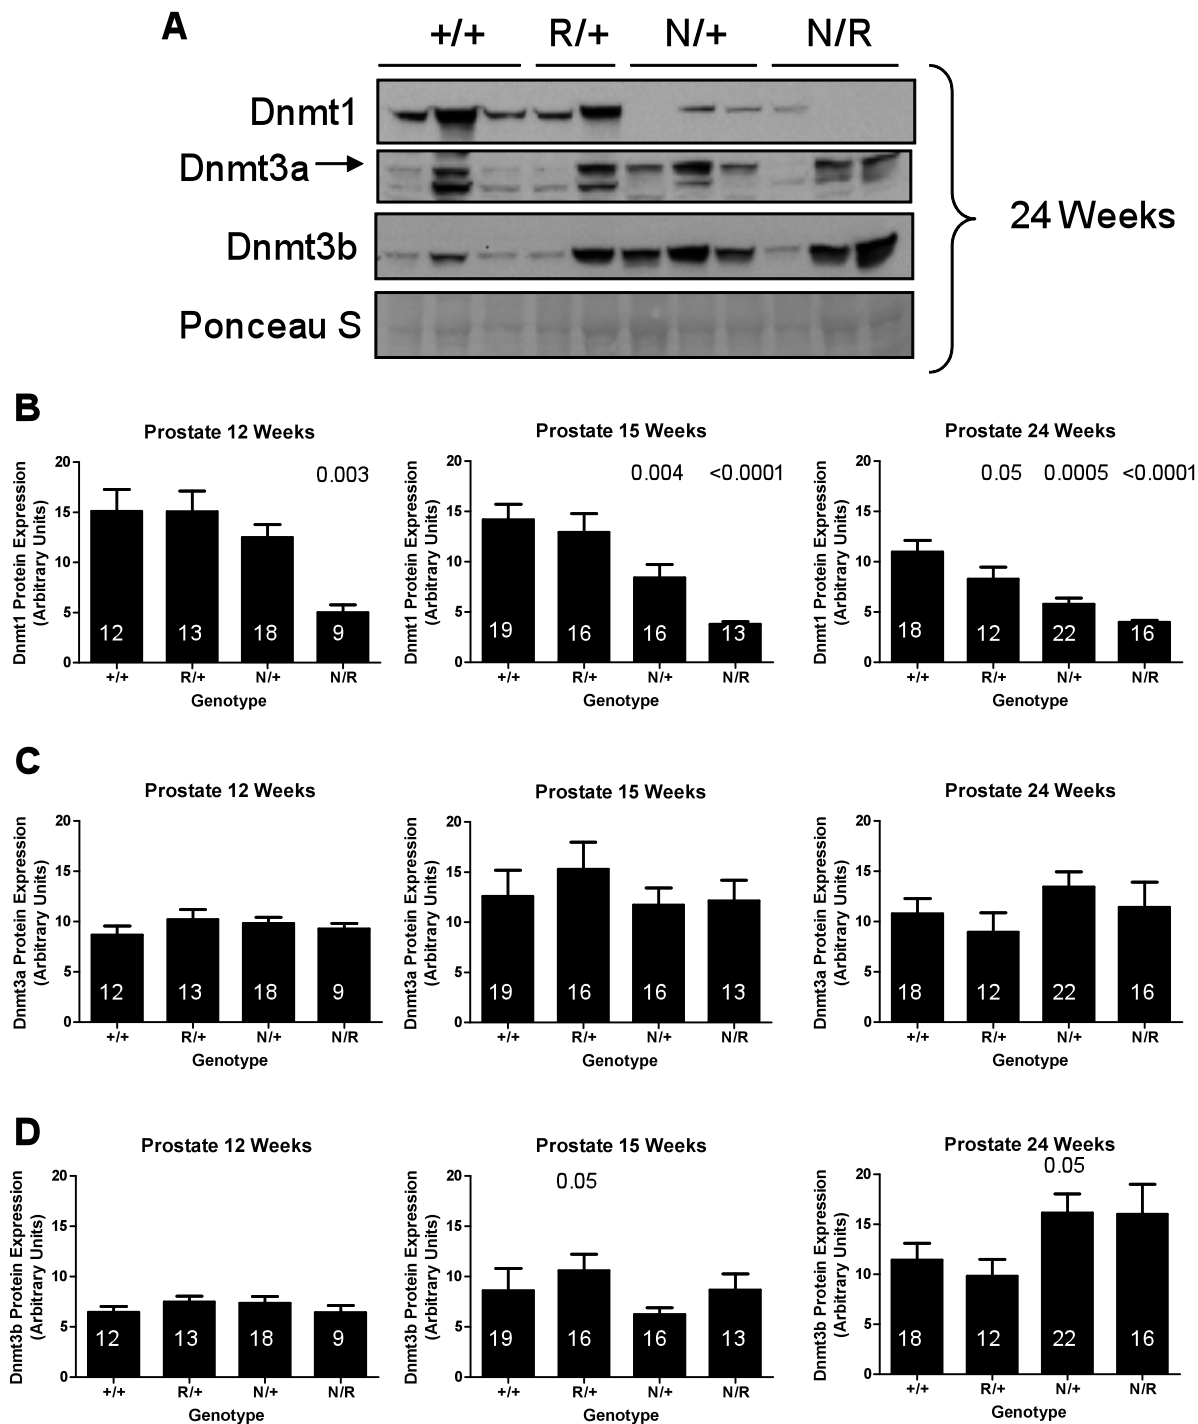 A
+/+ R/+ N/+ N/R
Dnmt1
Dnmt3a
Dnmt3b
Ponceau S
24 Weeks
B
Prostate 12 Weeks
Dnmt1 Protein Expression
(Arbitrary Units)
20
15
10
5
0
0.003
12 13 18 9
+/+ R/+ N/+ N/R
Genotype
Prostate 15 Weeks
Dnmt1 Protein Expression
(Arbitrary Units)
20
15
10
5
0
0.004 <0.0001
19 16 16 13
+/+ R/+ N/+ N/R
Genotype
Prostate 24 Weeks
Dnmt1 Protein Expression
(Arbitrary Units)
20
15
10
5
0
0.05 0.0005 <0.0001
18 12 22 16
+/+ R/+ N/+ N/R
Genotype
C
Prostate 12 Weeks
Dnmt3a Protein Expression
(Arbitrary Units)
20
15
10
5
0
12 13 18 9
+/+ R/+ N/+ N/R
Genotype
Prostate 15 Weeks
Dnmt3a Protein Expression
(Arbitrary Units)
20
15
10
5
0
19 16 16 13
+/+ R/+ N/+ N/R
Genotype
Prostate 24 Weeks
Dnmt3a Protein Expression
(Arbitrary Units)
20
15
10
5
0
18 12 22 16
+/+ R/+ N/+ N/R
Genotype
D
Prostate 12 Weeks
Dnmt3b Protein Expression
(Arbitrary Units)
20
15
10
5
0
12 13 18 9
+/+ R/+ N/+ N/R
Genotype
Prostate 15 Weeks
Dnmt3b Protein Expression
(Arbitrary Units)
20
15
10
5
0
0.05
19 16 16 13
+/+ R/+ N/+ N/R
Genotype
Prostate 24 Weeks
Dnmt3b Protein Expression
(Arbitrary Units)
20
15
10
5
0
0.05
18 12 22 16
+/+ R/+ N/+ N/R
Genotype